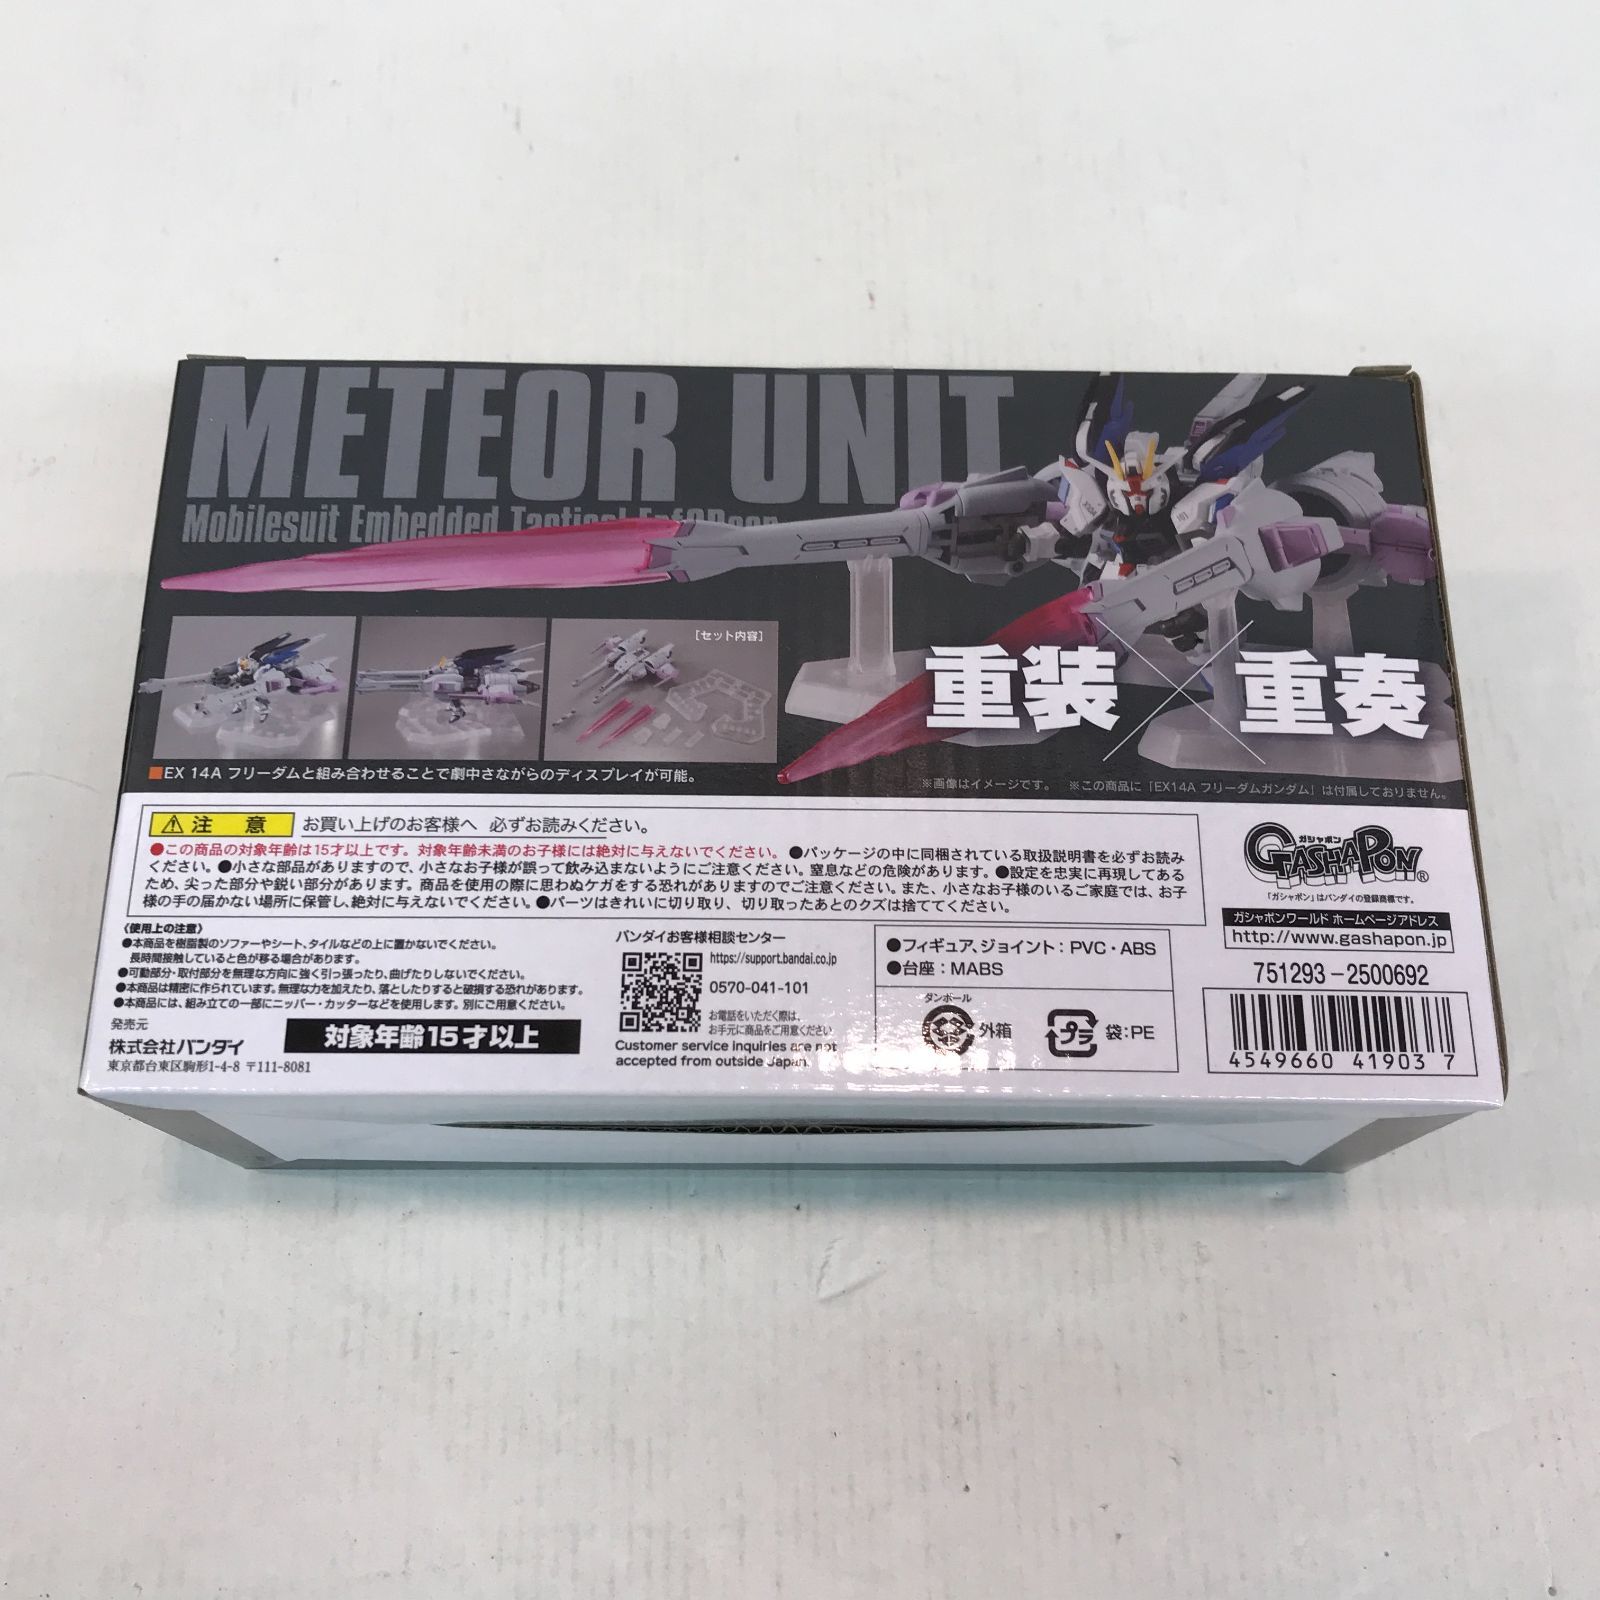 METEOR UNIT
Mobilesuit Embedded Tactical EnfORcer
[セット内容]
重装×重奏
■EX 14A フリーダムと組み合わせることで劇中さながらのディスプレイが可能。
※画像はイメージです。 ※この商品に「EX14A フリーダムガンダム」は付属しておりません。
注 意 お買い上げのお客様へ 必ずお読みください。
●この商品の対象年齢は15才以上です。対象年齢未満のお子様には絶対に与えないでください。 ●パッケージの中に同梱されている取扱説明書を必ずお読み
ください。●小さな部品がありますので、小さなお子様が誤って飲み込まないようにご注意ください。窒息などの危険があります。●設定を忠実に再現してある
ため、尖った部分や鋭い部分があります。商品を使用の際に思わぬケガをする恐れがありますのでご注意ください。また、小さなお子様のいるご家庭では、お子
様の手の届かない場所に保管し、絶対に与えないでください。●パーツはきれいに切り取り、切り取ったあとのクズは捨ててください。
ガシャポン
GASHAPON®
「ガシャポン」はバンダイの登録商標です。
ガシャポンワールド ホームページアドレス
http://www.gashapon.jp
751293-2500692
4549660 41903 7
〈使用上の注意〉
●本商品を樹脂製のソファーやシート、タイルなどの上に置かないでください。
長時間接触していると色が移る場合があります。
●可動部分・取付部分を無理な方向に強く引っ張ったり、曲げたりしないでください。
●本商品は精密に作られています。無理な力を加えたり、落としたりすると破損する恐れがあります。
●本商品には、組み立ての一部にニッパー・カッターなどを使用します。別にご用意ください。
発売元
株式会社バンダイ
東京都台東区駒形1-4-8 〒111-8081
対象年齢15才以上
バンダイお客様相談センター
https://support.bandai.co.jp
0570-041-101
お電話をいただく際は、
お手元に商品をご用意ください
Customer service inquiries are not
accepted from outside Japan.
●フィギュア、ジョイント：PVC・ABS
●台座：MABS
ダンボール
外箱
プラ
袋:PE